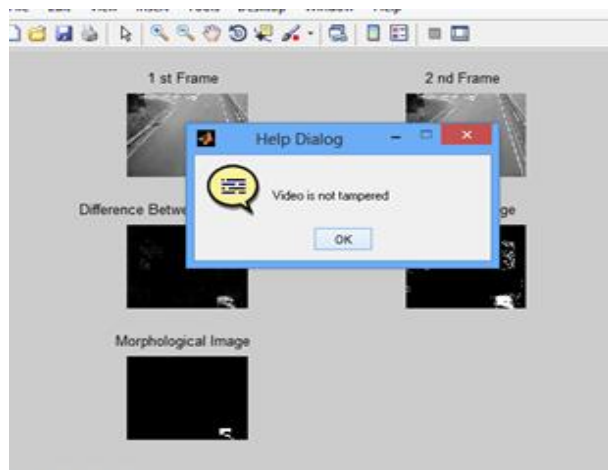 1 st Frame
2 nd Frame
Help Dialog
Video is not tampered
OK
Difference Betwe
ge
Morphological Image